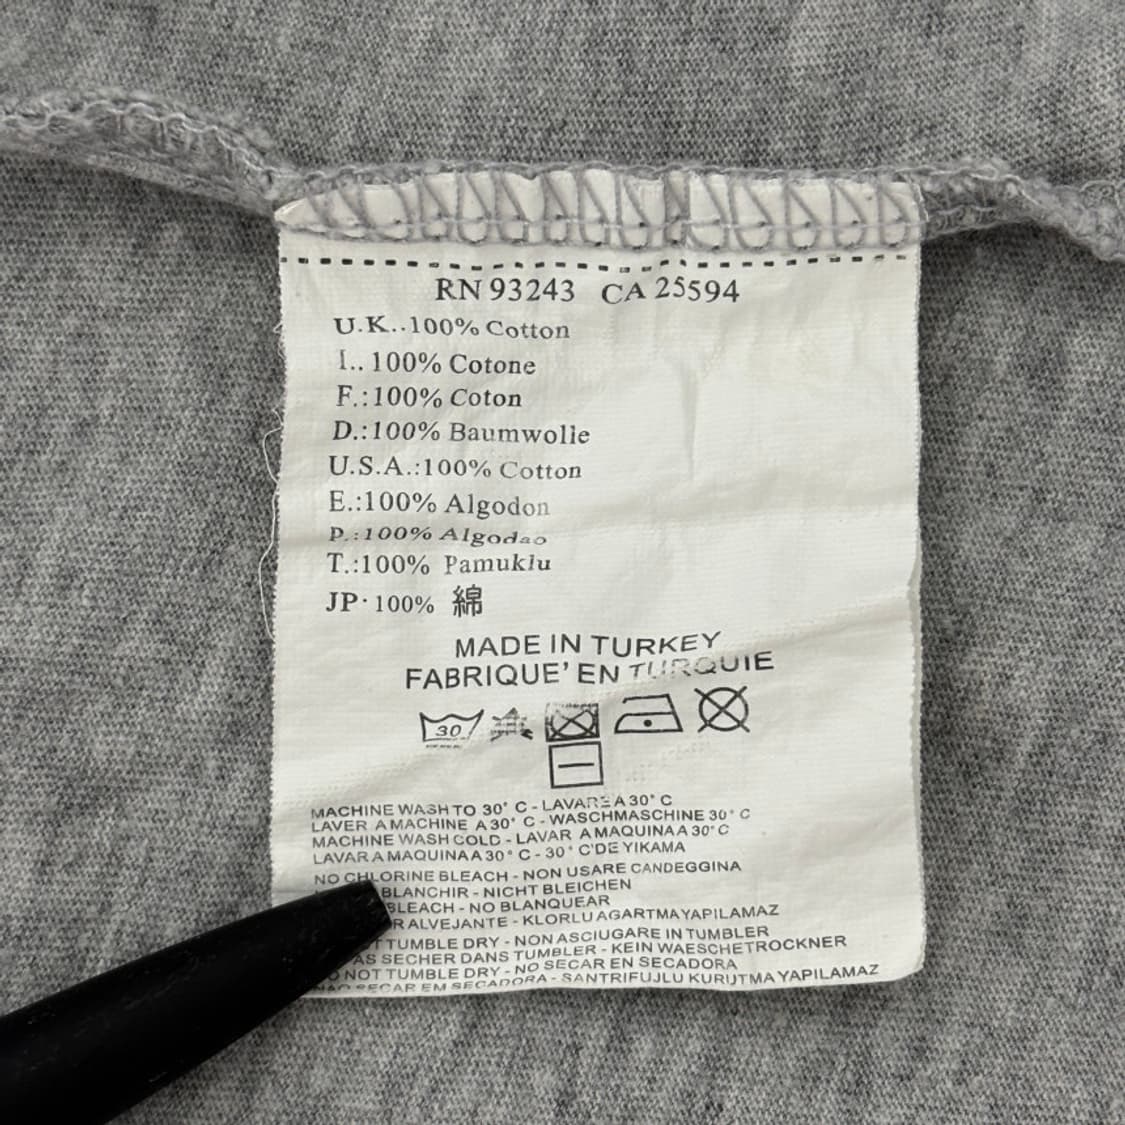 RN 93243 CA 25594
U.K..100% Cotton
I.. 100% Cotone
F.:100% Coton
D.:100% Baumwolle
U.S.A.:100% Cotton
E.:100% Algodon
P.:100% Algodao
T.:100% Pamuklu
JP· 100% 綿
MADE IN TURKEY
FABRIQUE' EN TURQUIE
30
MACHINE WASH TO 30° C - LAVARE A 30° C
LAVER A MACHINE A 30° C - WASCHMASCHINE 30° C
MACHINE WASH COLD - LAVAR A MAQUINA A 30°C
LAVAR A MAQUINA A 30° C - 30° C'DE YIKAMA
NO CHLORINE BLEACH - NON USARE CANDEGGINA
BLANCHIR - NICHT BLEICHEN
BLEACH - NO BLANQUEAR
ALVEJANTE - KLORLU AGARTMA YAPILAMAZ
TUMBLE DRY - NON ASCIUGARE IN TUMBLER
SECHER DANS TUMBLER - KEIN WAESCHETROCKNER
NOT TUMBLE DRY - NO SECAR EN SECADORA
SECAR EM SECADORA - SANTRIFUJLU KURUTMA YAPILAMAZ